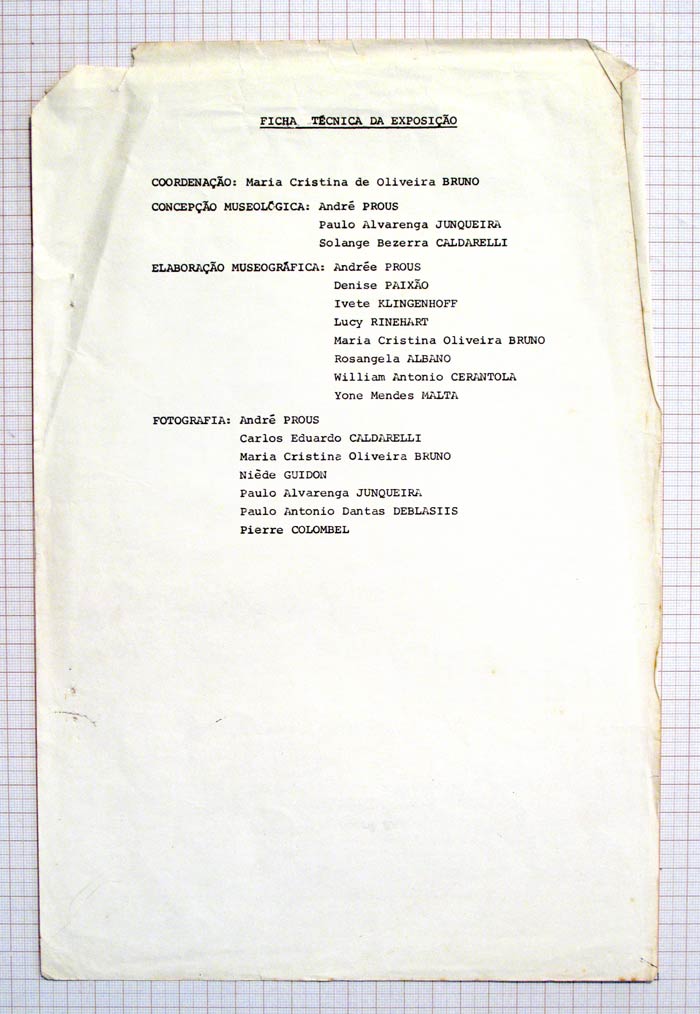 FICHA TÉCNICA DA EXPOSIÇÃO
COORDENAÇÃO: Maria Cristina de Oliveira BRUNO
CONCEPÇÃO MUSEOLÓGICA: André PROUS
Paulo Alvarenga JUNQUEIRA
Solange Bezerra CALDARELLI
ELABORAÇÃO MUSEOGRÁFICA: Andrée PROUS
Denise PAIXÃO
Ivete KLINGENHOFF
Lucy RINEHART
Maria Cristina Oliveira BRUNO
Rosangela ALBANO
William Antonio CERANTOLA
Yone Mendes MALTA
FOTOGRAFIA: André PROUS
Carlos Eduardo CALDARELLI
Maria Cristina Oliveira BRUNO
Niède GUIDON
Paulo Alvarenga JUNQUEIRA
Paulo Antonio Dantas DEBLASIIS
Pierre COLOMBEL